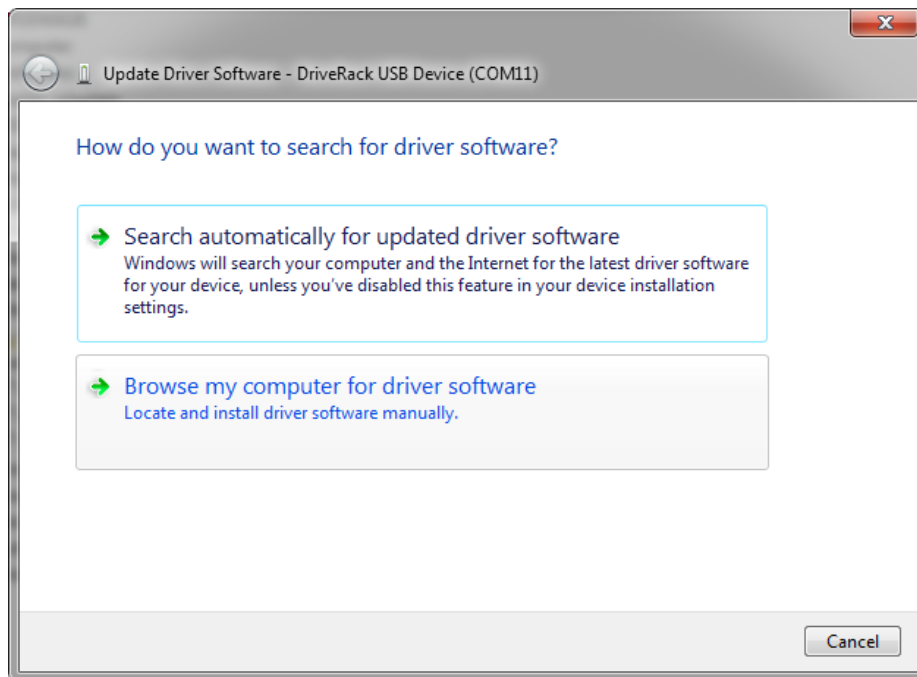 Update Driver Software - DriveRack USB Device (COM11)
How do you want to search for driver software?
Search automatically for updated driver software
Windows will search your computer and the Internet for the latest driver software
for your device, unless you've disabled this feature in your device installation
settings.
Browse my computer for driver software
Locate and install driver software manually.
Cancel